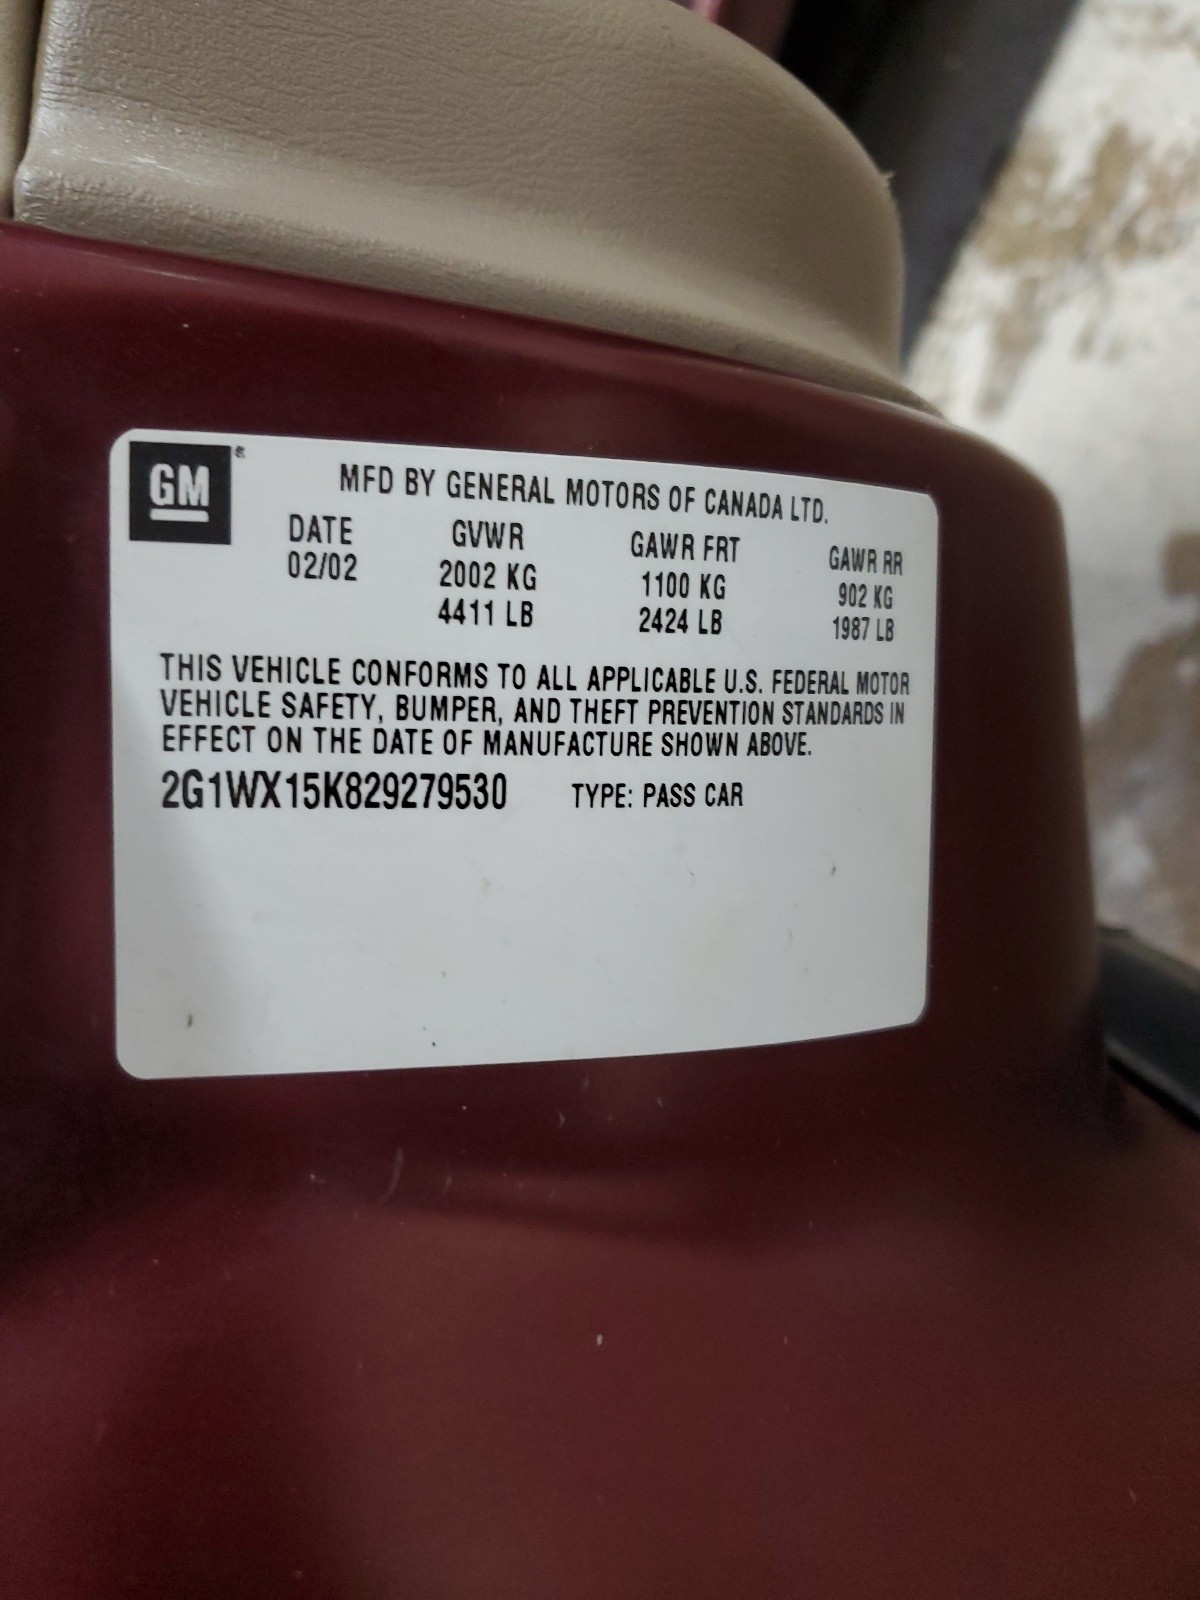 GM®
MFD BY GENERAL MOTORS OF CANADA LTD.
DATE GVWR GAWR FRT GAWR RR
02/02 2002 KG 1100 KG 902 KG
4411 LB 2424 LB 1987 LB
THIS VEHICLE CONFORMS TO ALL APPLICABLE U.S. FEDERAL MOTOR
VEHICLE SAFETY, BUMPER, AND THEFT PREVENTION STANDARDS IN
EFFECT ON THE DATE OF MANUFACTURE SHOWN ABOVE.
2G1WX15K829279530 TYPE: PASS CAR